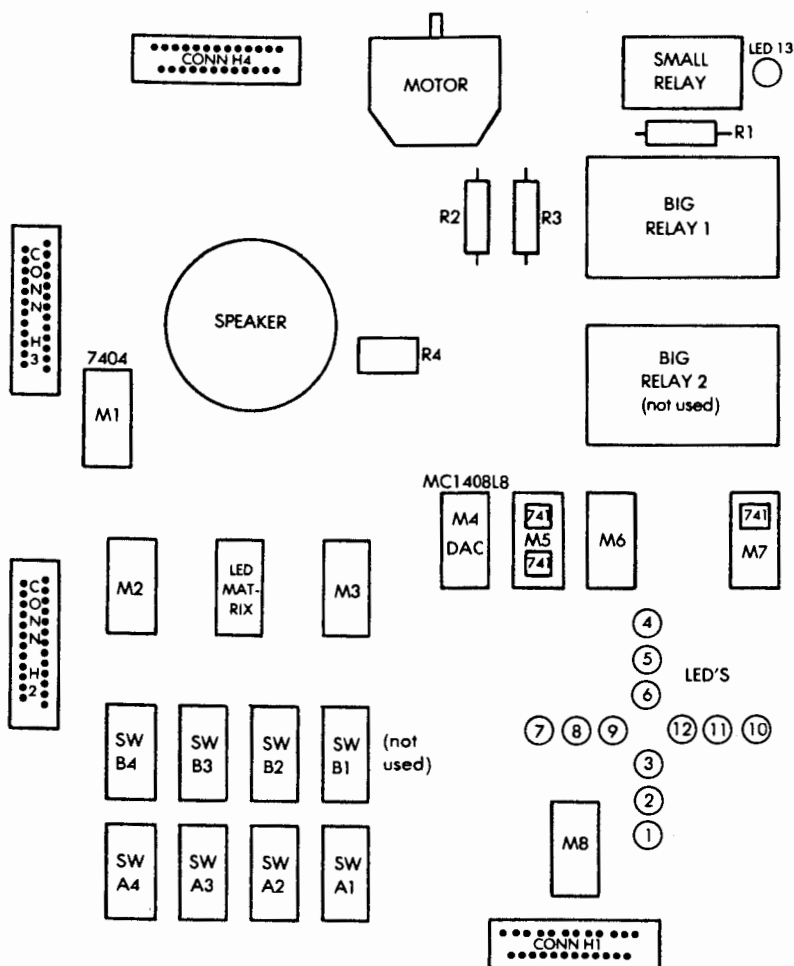 CONN H4
MOTOR
SMALL
RELAY
LED 13
R1
BIG
RELAY 1
R2
R3
CONN H3
SPEAKER
R4
7404
M1
BIG
RELAY 2
(not used)
MC1408L8
M4
DAC
741
M5
741
M6
741
M7
CONN H2
M2
LED
MAT-
RIX
M3
4
5
6
LED'S
7 8 9 12 11 10
3
2
1
SW
B4
SW
B3
SW
B2
SW
B1
(not
used)
SW
A4
SW
A3
SW
A2
SW
A1
M8
CONN H1